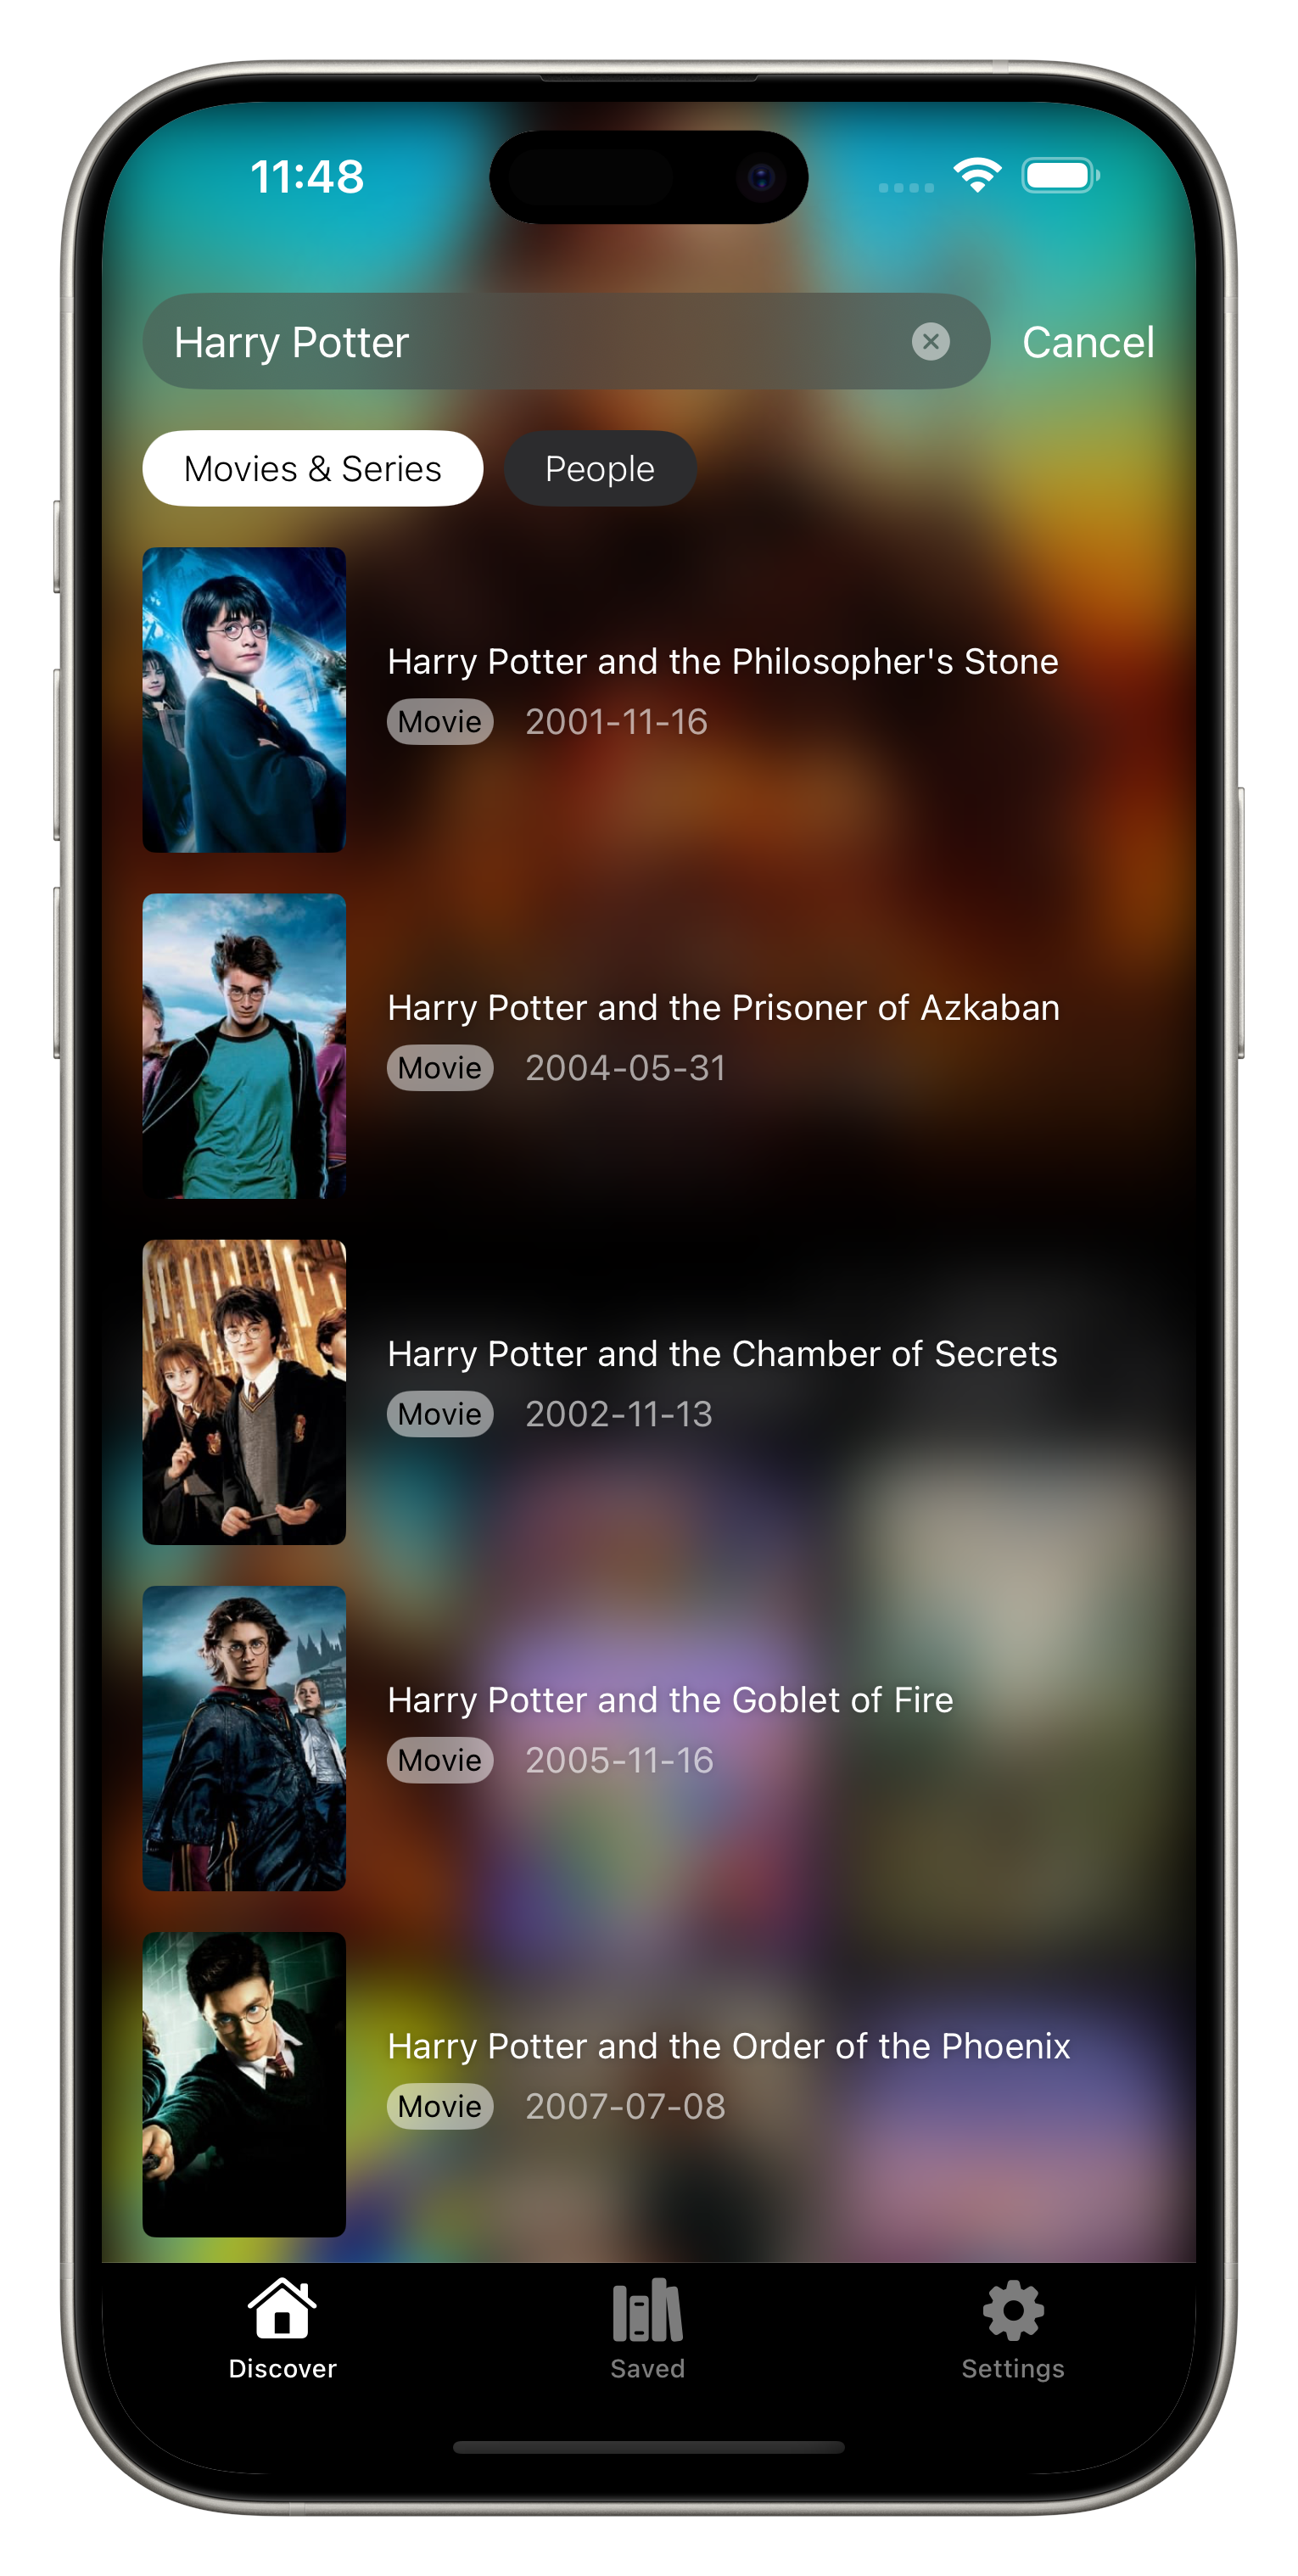 11:48
Harry Potter
Cancel
Movies & Series
People
Harry Potter and the Philosopher's Stone
Movie 2001-11-16
Harry Potter and the Prisoner of Azkaban
Movie 2004-05-31
Harry Potter and the Chamber of Secrets
Movie 2002-11-13
Harry Potter and the Goblet of Fire
Movie 2005-11-16
Harry Potter and the Order of the Phoenix
Movie 2007-07-08
Discover
Saved
Settings